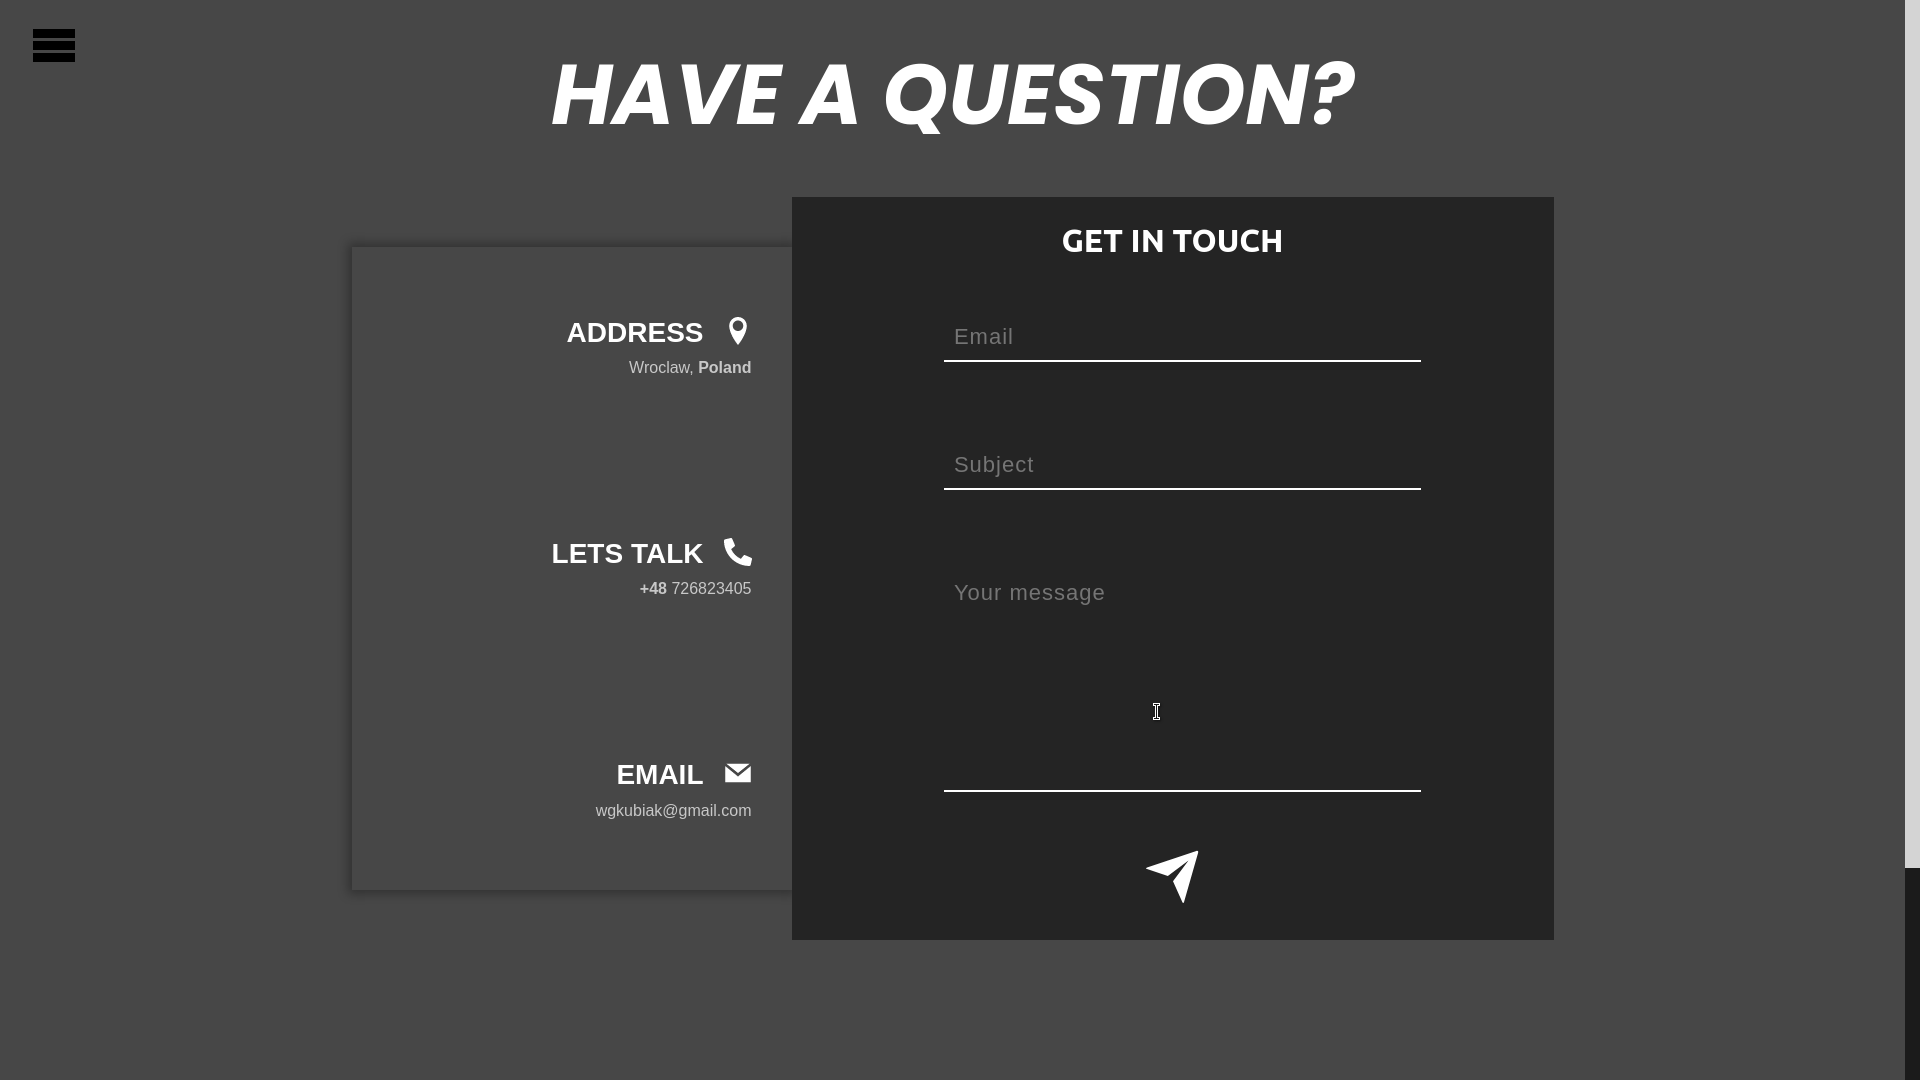 HAVE A QUESTION?
ADDRESS
Wroclaw, Poland
LETS TALK
+48 726823405
EMAIL
wgkubiak@gmail.com
GET IN TOUCH
Email
Subject
Your message